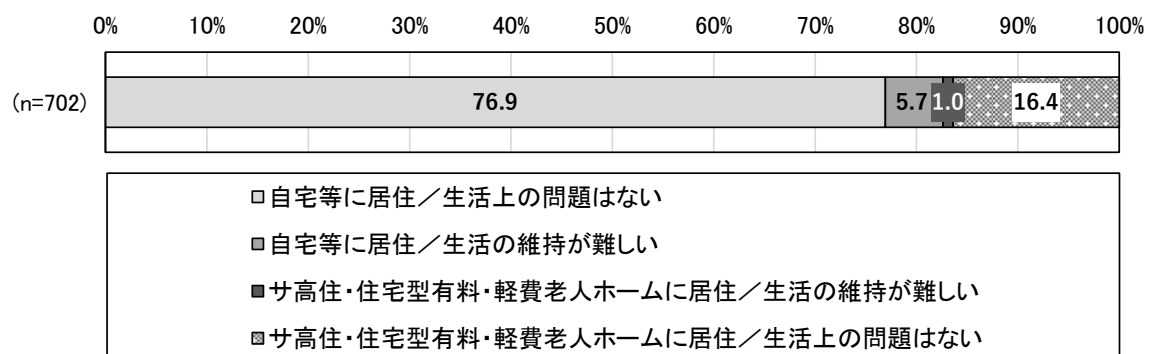 0% 10% 20% 30% 40% 50% 60% 70% 80% 90% 100%
(n=702) 76.9 5.7 1.0 16.4
自宅等に居住／生活上の問題はない
自宅等に居住／生活の維持が難しい
サ高住・住宅型有料・軽費老人ホームに居住／生活の維持が難しい
サ高住・住宅型有料・軽費老人ホームに居住／生活上の問題はない